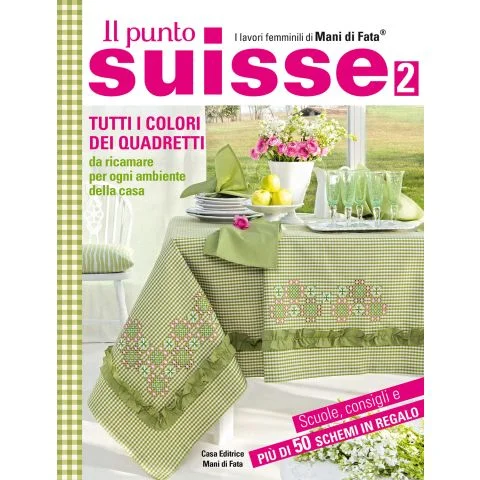 Il punto
I lavori femminili di Mani di Fata®
suisse 2
TUTTI I COLORI
DEI QUADRETTI
da ricamare
per ogni ambiente
della casa
Scuole, consigli e
PIÙ DI 50 SCHEMI IN REGALO
Casa Editrice
Mani di Fata